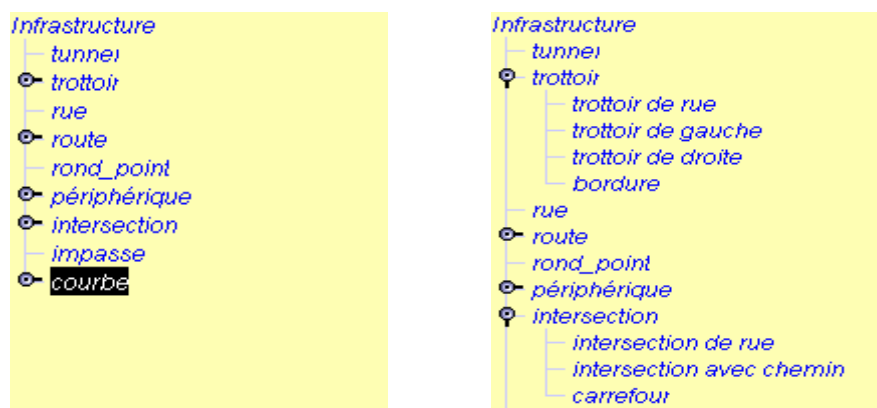 Infrastructure
tunnel
trottoir
rue
route
rond_point
périphérique
intersection
impasse
courbe
Infrastructure
tunnel
trottoir
trottoir de rue
trottoir de gauche
trottoir de droite
bordure
rue
route
rond_point
périphérique
intersection
intersection de rue
intersection avec chemin
carrefour